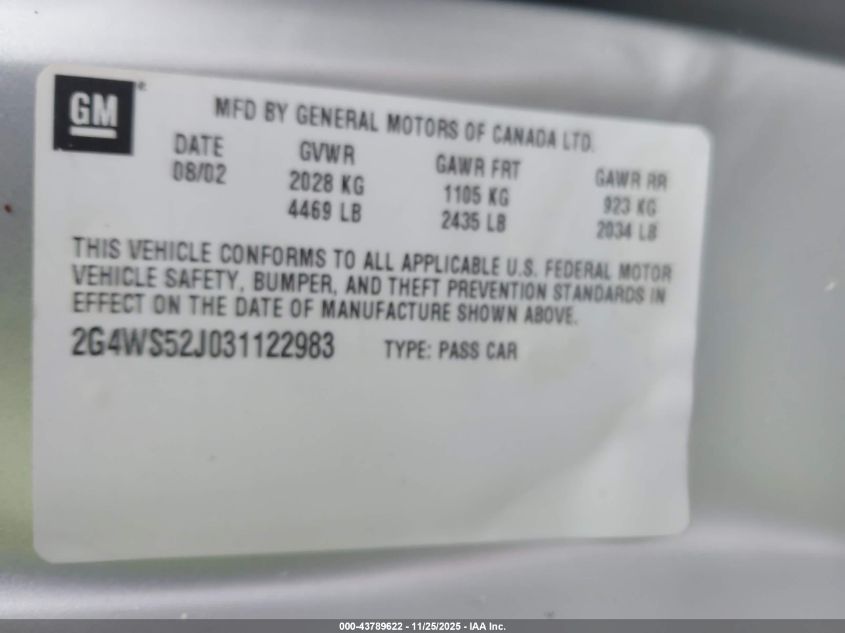 GM
MFD BY GENERAL MOTORS OF CANADA LTD.
DATE GVWR GAWR FRT GAWR RR
08/02 2028 KG 1105 KG 923 KG
4469 LB 2435 LB 2034 LB
THIS VEHICLE CONFORMS TO ALL APPLICABLE U.S. FEDERAL MOTOR
VEHICLE SAFETY, BUMPER, AND THEFT PREVENTION STANDARDS IN
EFFECT ON THE DATE OF MANUFACTURE SHOWN ABOVE.
2G4WS52J031122983 TYPE: PASS CAR
000-43789622 - 11/25/2025 - IAA Inc.